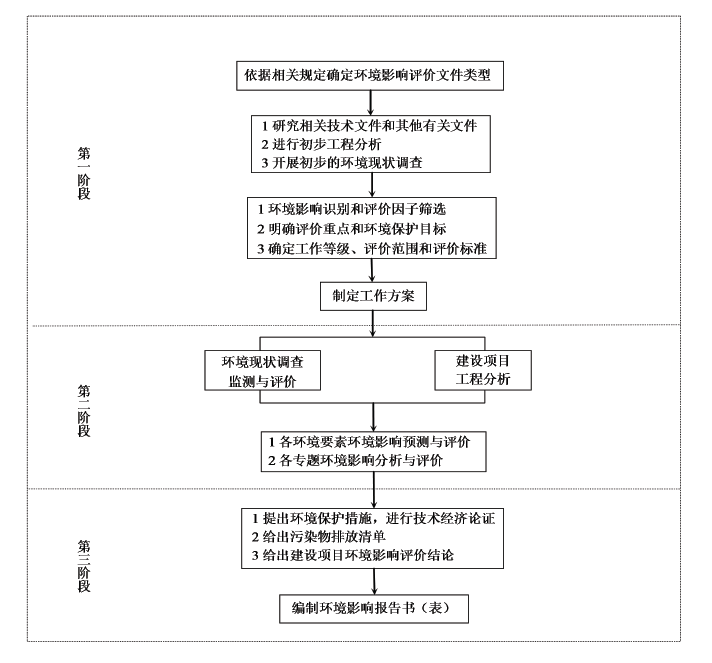 依据相关规定确定环境影响评价文件类型
第一阶段
1 研究相关技术文件和其他有关文件
2 进行初步工程分析
3 开展初步的环境现状调查
1 环境影响识别和评价因子筛选
2 明确评价重点和环境保护目标
3 确定工作等级、评价范围和评价标准
制定工作方案
第二阶段
环境现状调查
监测与评价
建设项目
工程分析
1 各环境要素环境影响预测与评价
2 各专题环境影响分析与评价
第三阶段
1 提出环境保护措施，进行技术经济论证
2 给出污染物排放清单
3 给出建设项目环境影响评价结论
编制环境影响报告书（表）